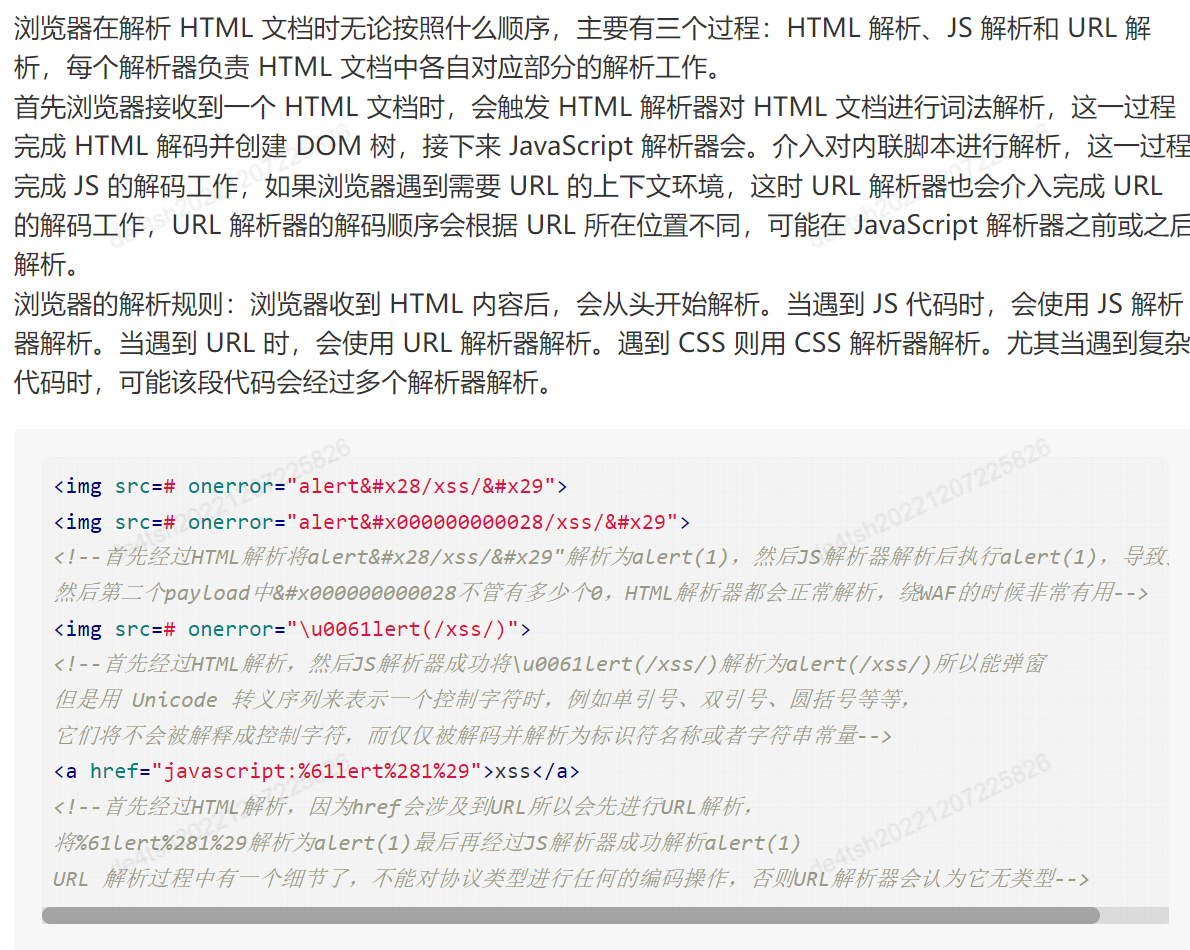 浏览器在解析 HTML 文档时无论按照什么顺序，主要有三个过程：HTML 解析、JS 解析和 URL 解
析，每个解析器负责 HTML 文档中各自对应部分的解析工作。
首先浏览器接收到一个 HTML 文档时，会触发 HTML 解析器对 HTML 文档进行词法解析，这一过程
完成 HTML 解码并创建 DOM 树，接下来 JavaScript 解析器会。介入对内联脚本进行解析，这一过程
完成 JS 的解码工作，如果浏览器遇到需要 URL 的上下文环境，这时 URL 解析器也会介入完成 URL
的解码工作，URL 解析器的解码顺序会根据 URL 所在位置不同，可能在 JavaScript 解析器之前或之后
解析。
浏览器的解析规则：浏览器收到 HTML 内容后，会从头开始解析。当遇到 JS 代码时，会使用 JS 解析
器解析。当遇到 URL 时，会使用 URL 解析器解析。遇到 CSS 则用 CSS 解析器解析。尤其当遇到复杂
代码时，可能该段代码会经过多个解析器解析。
<img src=# onerror="alert&#x28/xss/&#x29">
<img src=# onerror="alert&#x000000000028/xss/&#x29">
<!--首先经过HTML解析将alert&#x28/xss/&#x29"解析为alert(1)，然后JS解析器解析后执行alert(1)，导致
然后第二个payload中&#x000000000028不管有多少个0，HTML解析器都会正常解析，绕WAF的时候非常有用-->
<img src=# onerror="\u0061lert(/xss/)">
<!--首先经过HTML解析，然后JS解析器成功将\u0061lert(/xss/)解析为alert(/xss/)所以能弹窗
但是用 Unicode 转义序列来表示一个控制字符时，例如单引号、双引号、圆括号等等，
它们将不会被解释成控制字符，而仅仅被解码并解析为标识符名称或者字符串常量-->
<a href="javascript:%61lert%281%29">xss</a>
<!--首先经过HTML解析，因为href会涉及到URL所以会先进行URL解析，
将%61lert%281%29解析为alert(1)最后再经过JS解析器成功解析alert(1)
URL 解析过程中有一个细节了，不能对协议类型进行任何的编码操作，否则URL解析器会认为它无类型-->
de4tsh20221207225826
de4tsh20221207225826
de4tsh20221207225826
de4tsh20221207225826
de4tsh20221207225826
de4tsh20221207225826